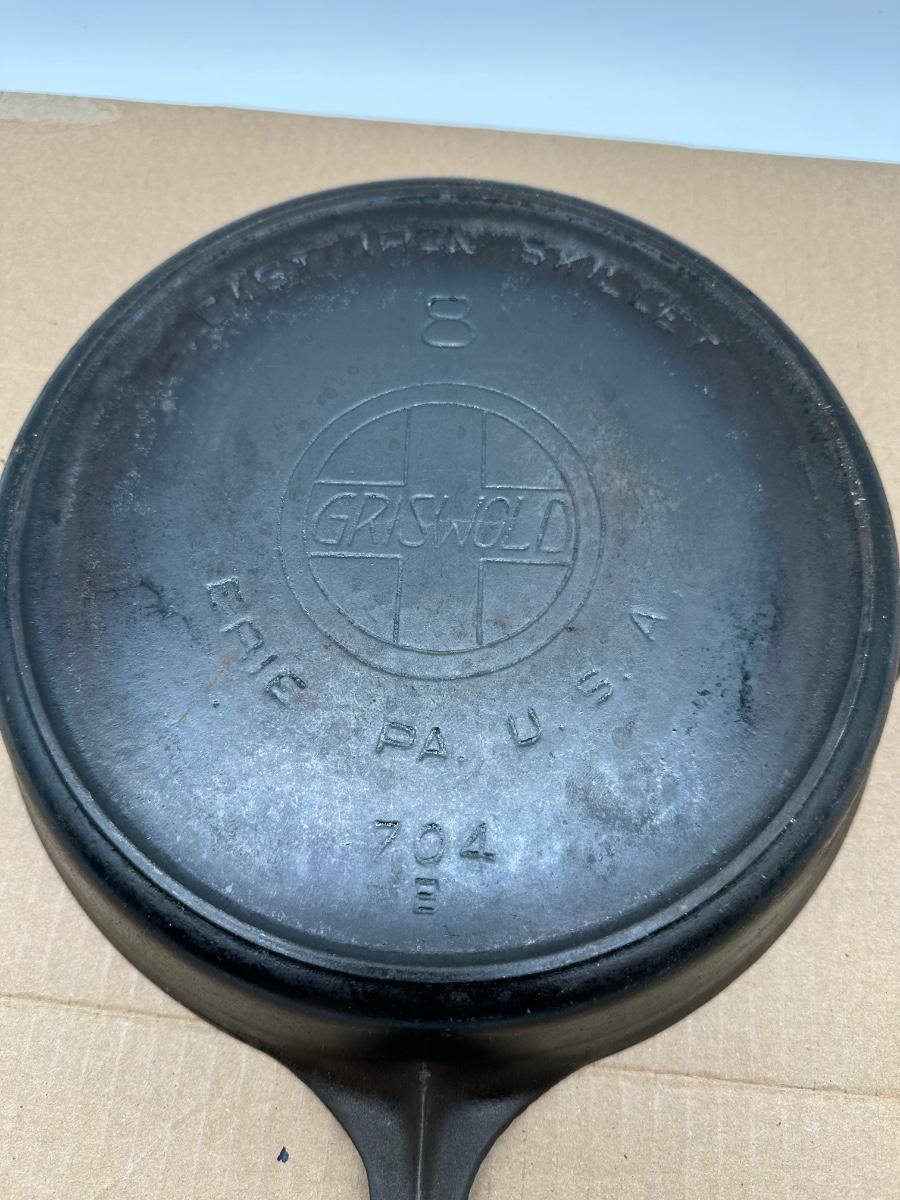 CAST IRON SKILLET
8
GRISWOLD
ERIE PA. U.S.A.
704
B